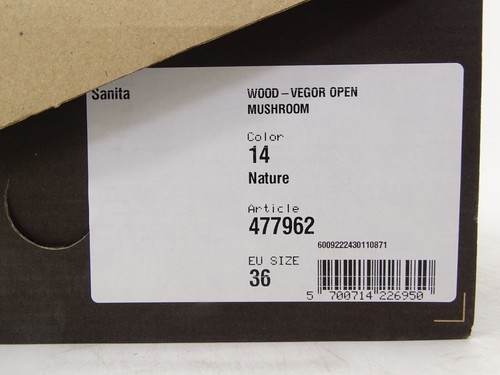 Sanita
WOOD – VEGOR OPEN
MUSHROOM
Color
14
Nature
Article
477962
6009222430110871
EU SIZE
36
5 700714 226950